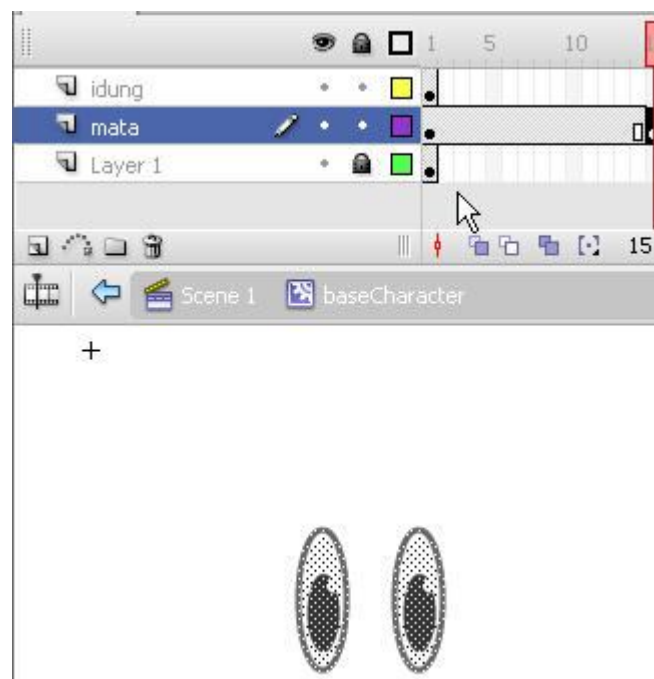 1 5 10
idung
mata
Layer 1
15
Scene 1 baseCharacter